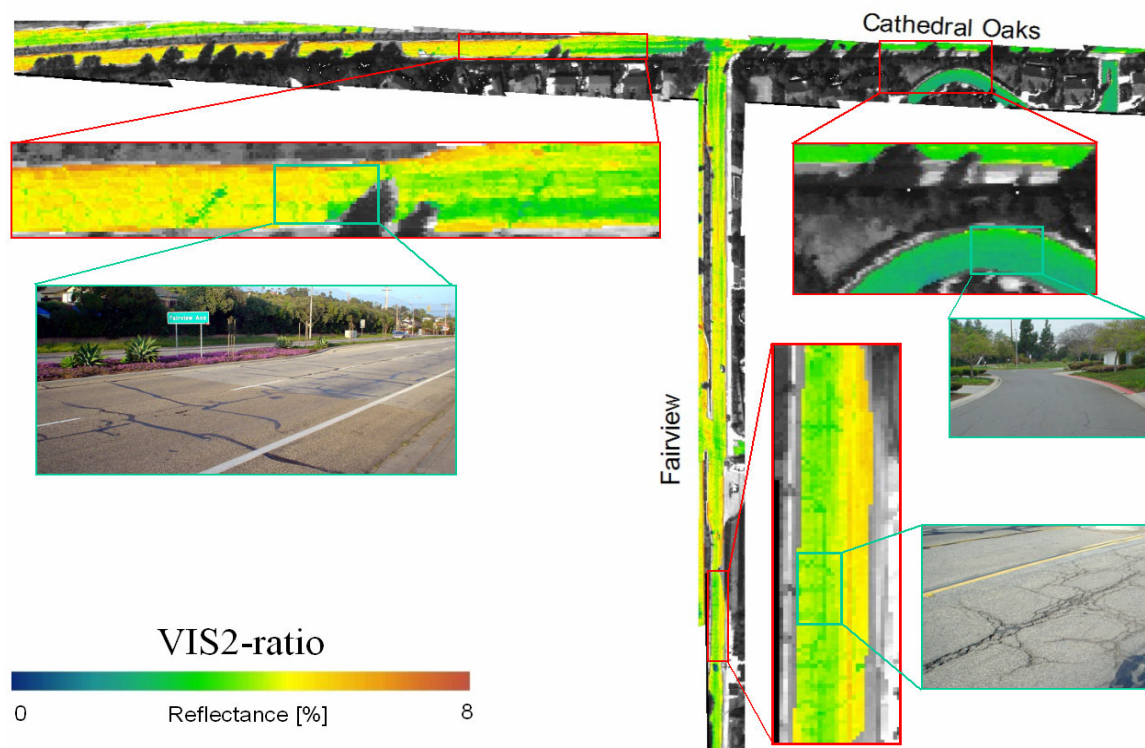 Cathedral Oaks
Fairview Ave
Fairview
VIS2-ratio
0
Reflectance [%]
8